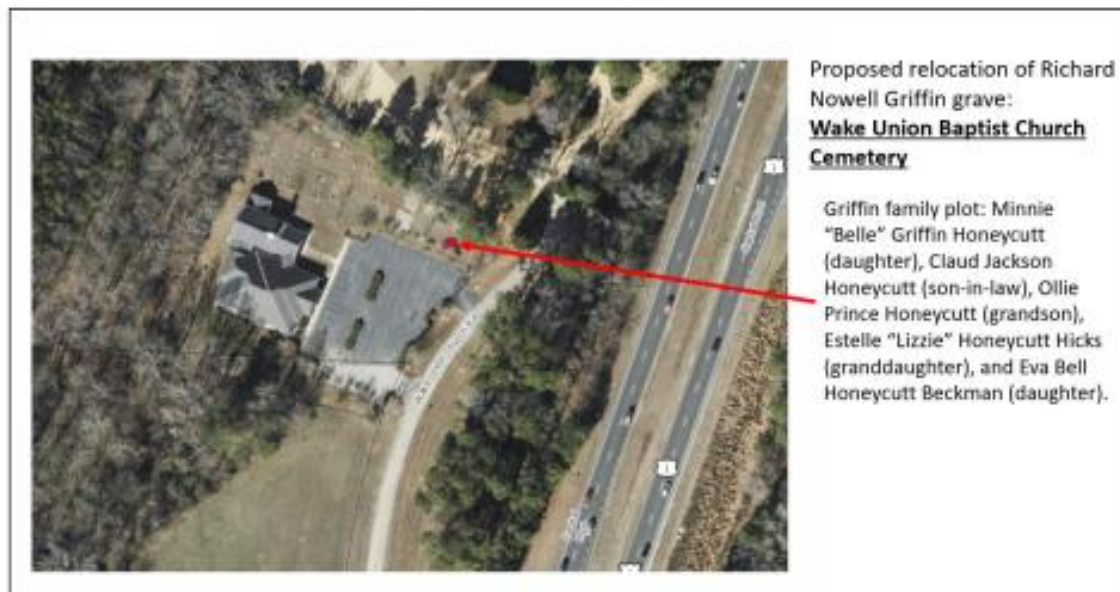 Proposed relocation of Richard
Nowell Griffin grave:
Wake Union Baptist Church
Cemetery
Griffin family plot: Minnie
“Belle” Griffin Honeycutt
(daughter), Claud Jackson
Honeycutt (son-in-law), Ollie
Prince Honeycutt (grandson),
Estelle “Lizzie” Honeycutt Hicks
(granddaughter), and Eva Bell
Honeycutt Beckman (daughter).
1
1